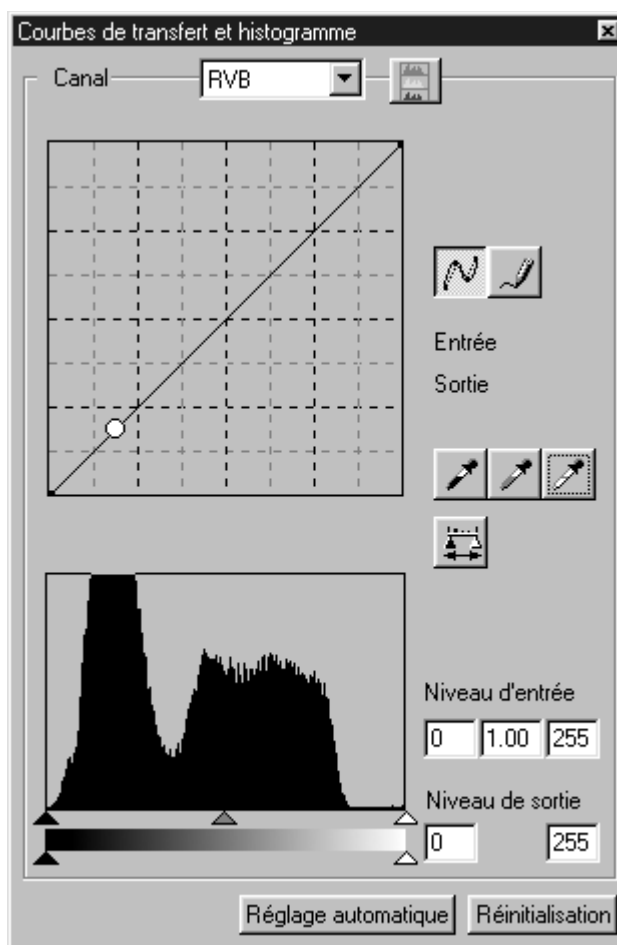 Courbes de transfert et histogramme
Canal RVB
Entrée
Sortie
Niveau d'entrée
0 1.00 255
Niveau de sortie
0 255
Réglage automatique Réinitialisation